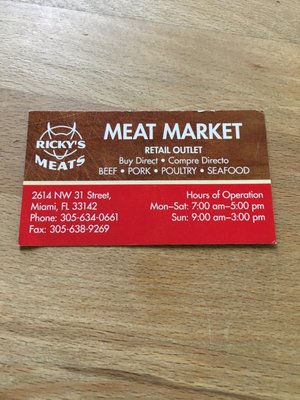 RICKY'S
MEATS
MEAT MARKET
RETAIL OUTLET
Buy Direct • Compre Directo
BEEF • PORK • POULTRY • SEAFOOD
2614 NW 31 Street,
Miami, FL 33142
Phone: 305-634-0661
Fax: 305-638-9269
Hours of Operation
Mon–Sat: 7:00 am–5:00 pm
Sun: 9:00 am–3:00 pm